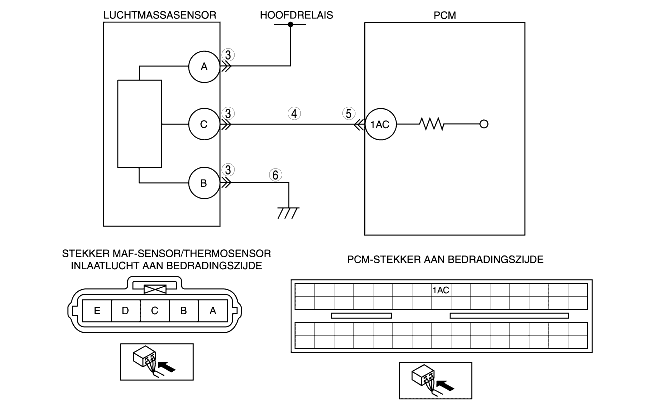 LUCHTMASSASENSOR HOOFDRELAIS PCM
A 3
C 3 4 5 1AC
B 3 6
STEKKER MAF-SENSOR/THERMOSENSOR
INLAATLUCHT AAN BEDRADINGSZIJDE
E D C B A
PCM-STEKKER AAN BEDRADINGSZIJDE
1AC